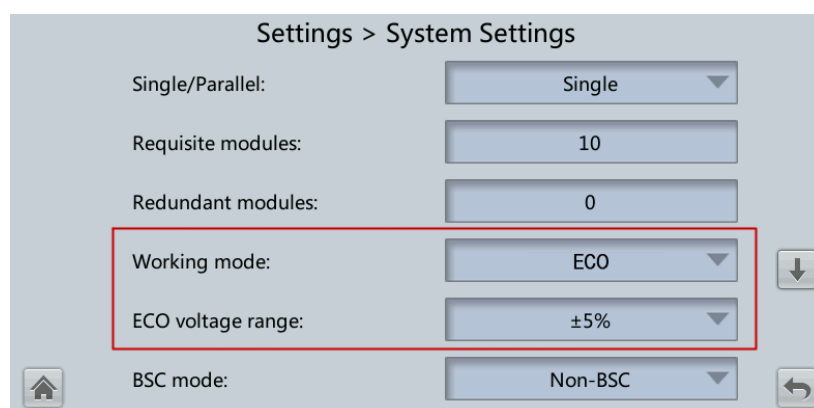 Settings > System Settings
Single/Parallel: Single
Requisite modules: 10
Redundant modules: 0
Working mode: ECO
ECO voltage range: ±5%
BSC mode: Non-BSC